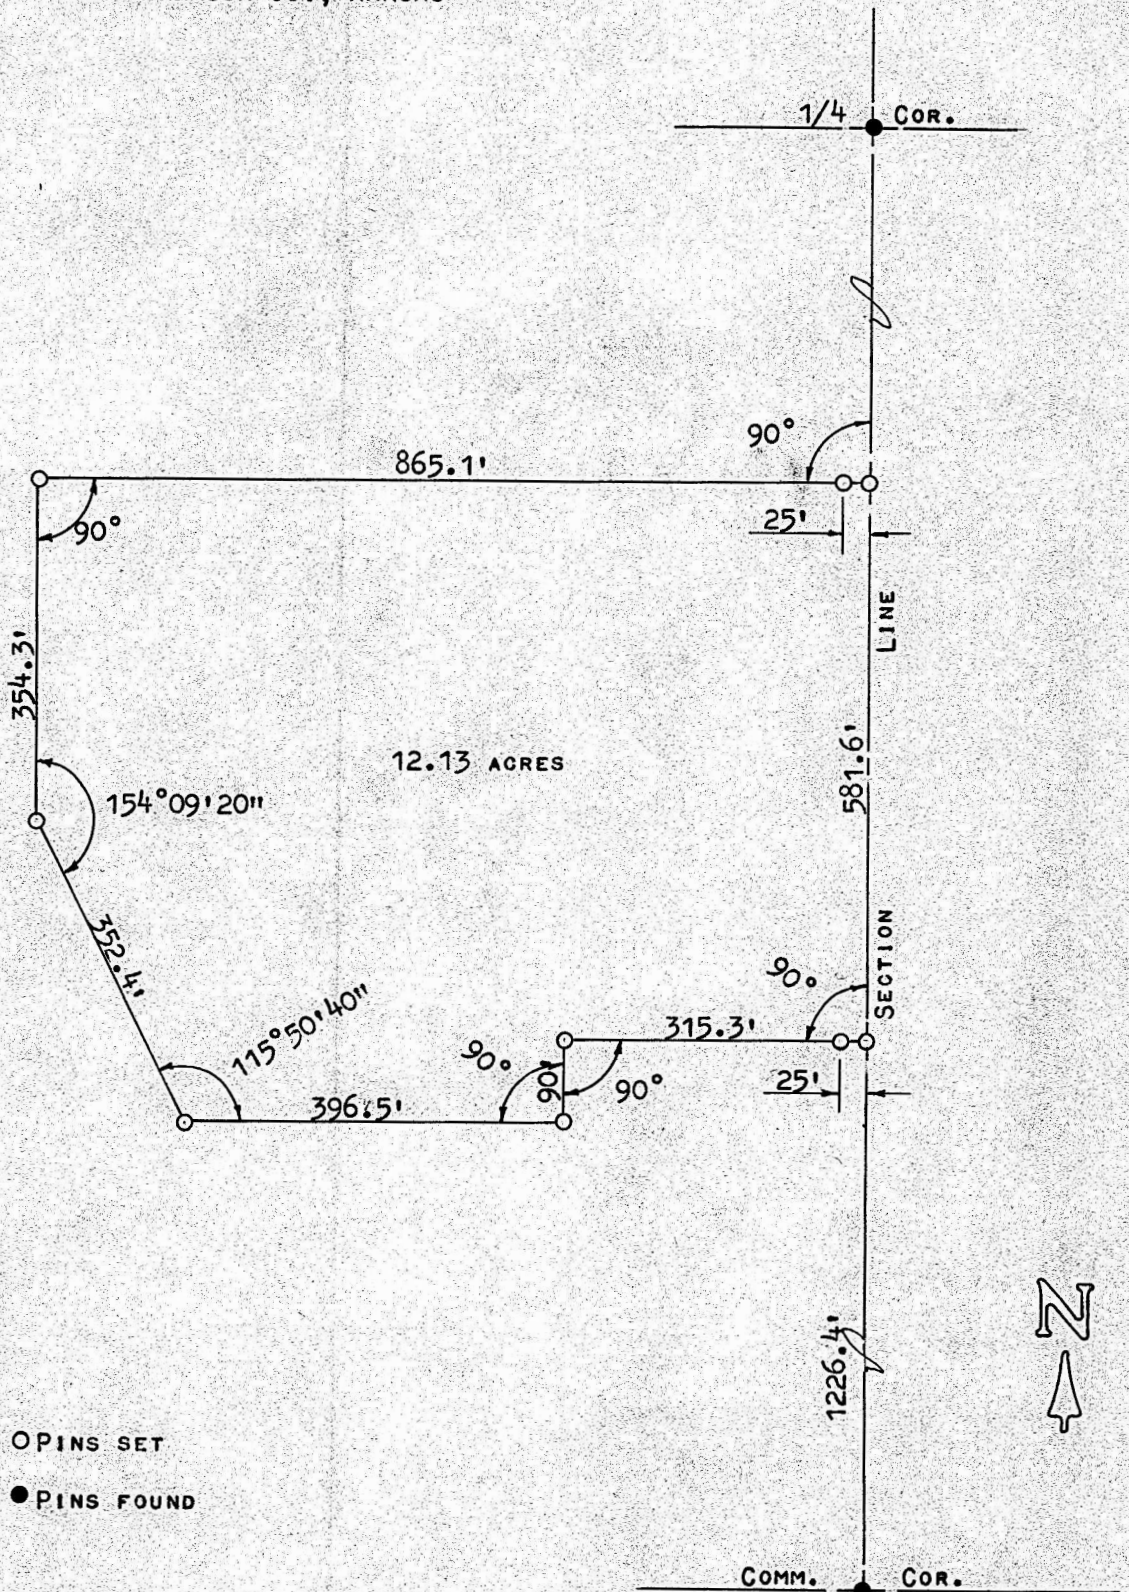 1/4 COR.
90°
865.1'
25'
90°
LINE
354.3'
581.6'
12.13 ACRES
154°09'20"
SECTION
352.4'
90°
315.3'
115°50'40"
90°
90'
90°
25'
396.5'
N
1226.4'
PINS SET
PINS FOUND
COMM. COR.